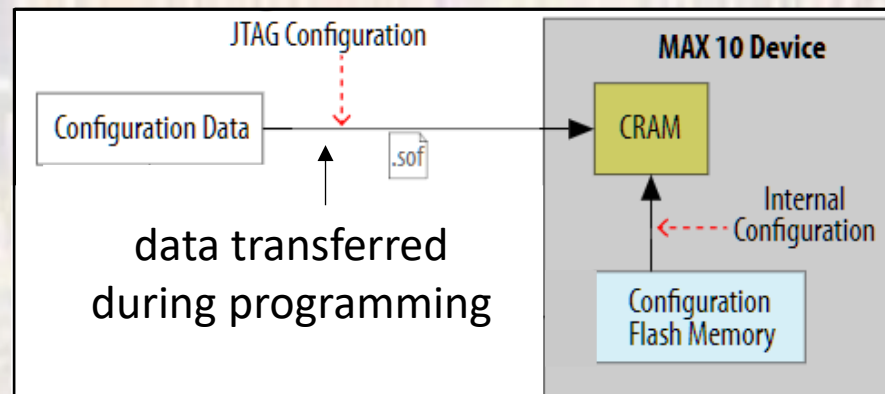 JTAG Configuration
MAX 10 Device
Configuration Data
.sof
CRAM
data transferred
during programming
Internal
Configuration
Configuration
Flash Memory